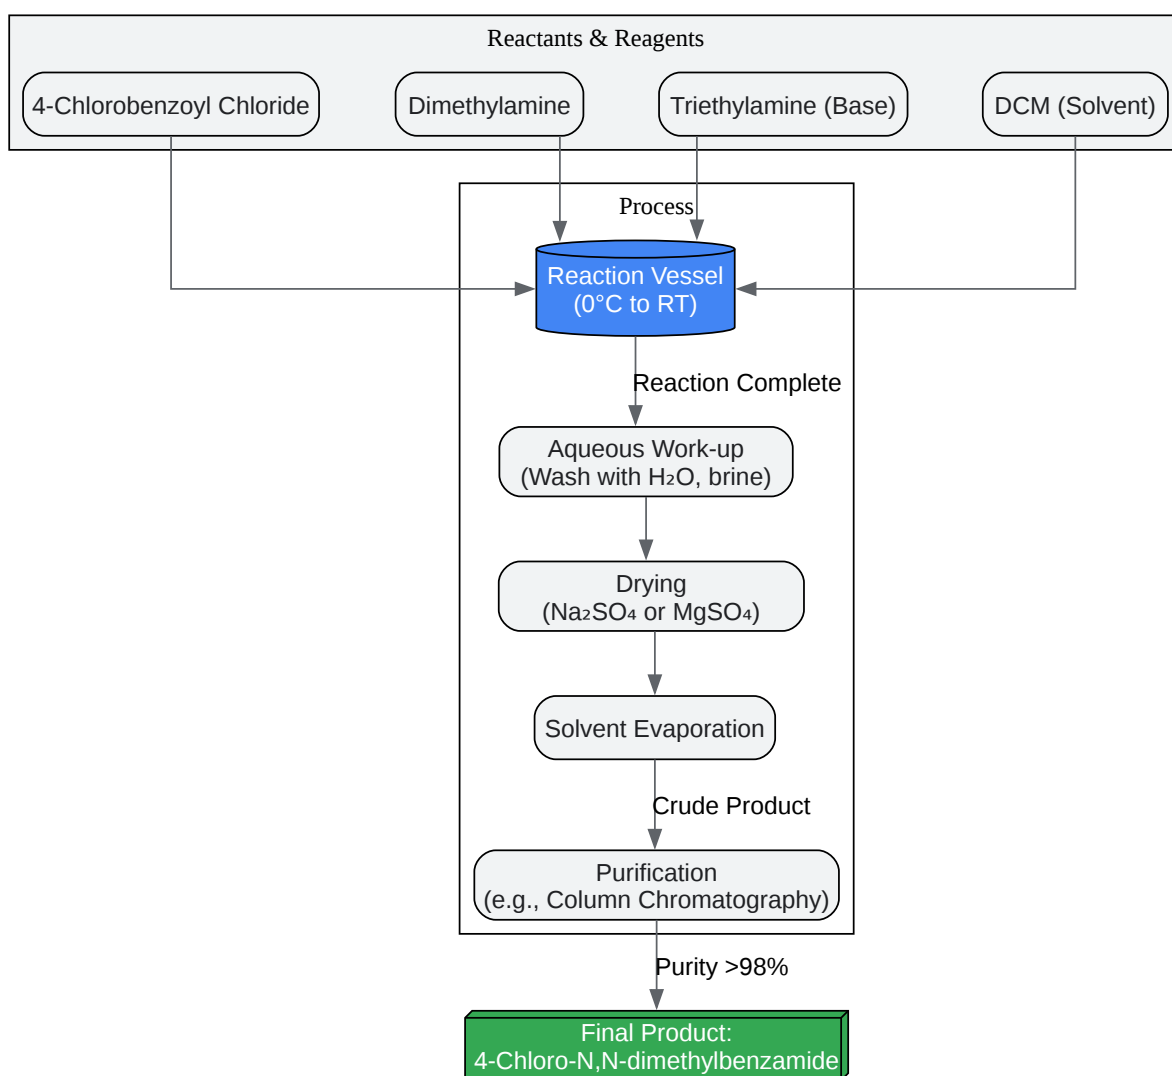 Reactants & Reagents
4-Chlorobenzoyl Chloride
Dimethylamine
Triethylamine (Base)
DCM (Solvent)
Process
Reaction Vessel
(0°C to RT)
Reaction Complete
Aqueous Work-up
(Wash with H₂O, brine)
Drying
(Na₂SO₄ or MgSO₄)
Solvent Evaporation
Crude Product
Purification
(e.g., Column Chromatography)
Purity >98%
Final Product:
4-Chloro-N,N-dimethylbenzamide